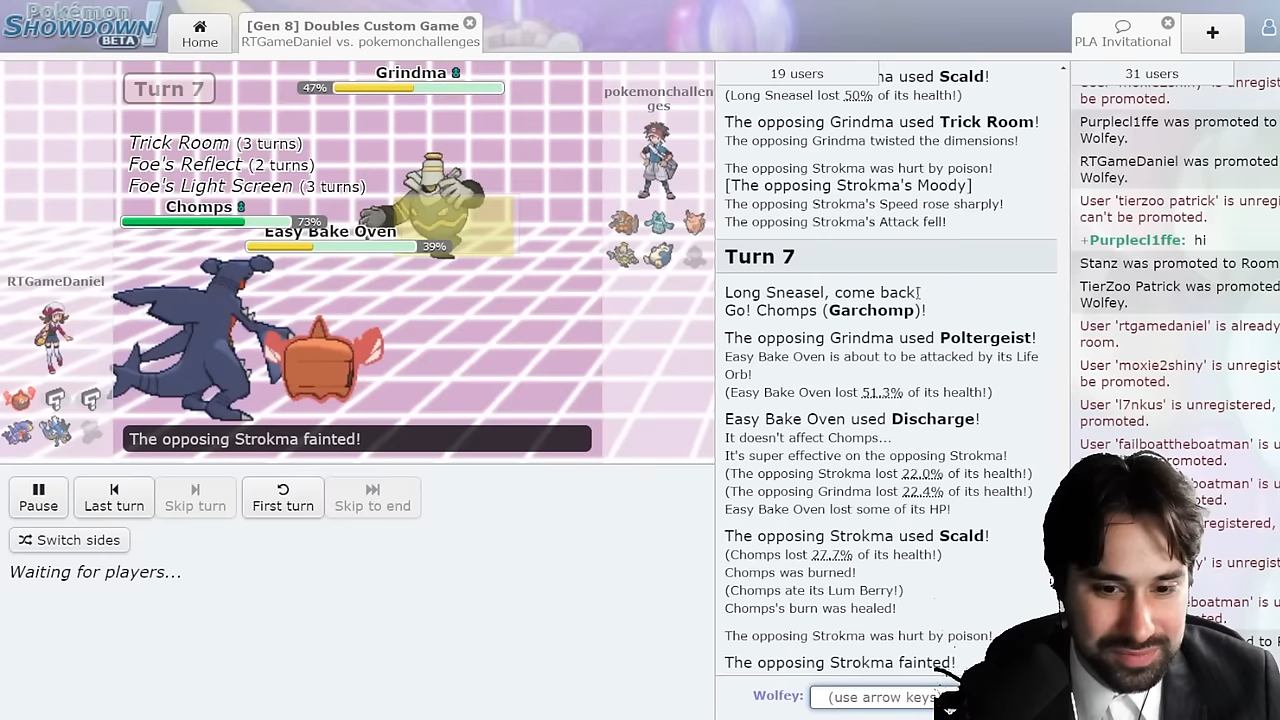 Pokémon
SHOWDOWN!
BETA
Home
[Gen 8] Doubles Custom Game
RTGameDaniel vs. pokemonchallenges
PLA Invitational
+
Turn 7
Grindma
47%
Trick Room (3 turns)
Foe's Reflect (2 turns)
Foe's Light Screen (3 turns)
Chomps
73%
Easy Bake Oven
39%
RTGameDaniel
pokemonchallen
ges
The opposing Strokma fainted!
Pause
Last turn
Skip turn
First turn
Skip to end
Switch sides
Waiting for players...
19 users
na used Scald!
(Long Sneasel lost 50% of its health!)
The opposing Grindma used Trick Room!
The opposing Grindma twisted the dimensions!
The opposing Strokma was hurt by poison!
[The opposing Strokma's Moody]
The opposing Strokma's Speed rose sharply!
The opposing Strokma's Attack fell!
Turn 7
Long Sneasel, come back!
Go! Chomps (Garchomp)!
The opposing Grindma used Poltergeist!
Easy Bake Oven is about to be attacked by its Life
Orb!
(Easy Bake Oven lost 51.3% of its health!)
Easy Bake Oven used Discharge!
It doesn't affect Chomps...
It's super effective on the opposing Strokma!
(The opposing Strokma lost 22.0% of its health!)
(The opposing Grindma lost 22.4% of its health!)
Easy Bake Oven lost some of its HP!
The opposing Strokma used Scald!
(Chomps lost 27.7% of its health!)
Chomps was burned!
(Chomps ate its Lum Berry!)
Chomps's burn was healed!
The opposing Strokma was hurt by poison!
The opposing Strokma fainted!
Wolfey:
(use arrow keys
31 users
be promoted.
Purplecl1ffe was promoted to
Wolfey.
RTGameDaniel was promoted
Wolfey.
User 'tierzoo patrick' is unregi
can't be promoted.
+Purplecl1ffe: hi
Stanz was promoted to Room
TierZoo Patrick was promoted
Wolfey.
User 'rtgamedaniel' is already
room.
User 'moxie2shiny' is unregist
be promoted.
User 'l7nkus' is unregistered,
promoted.
User 'failboattheboatman' is u